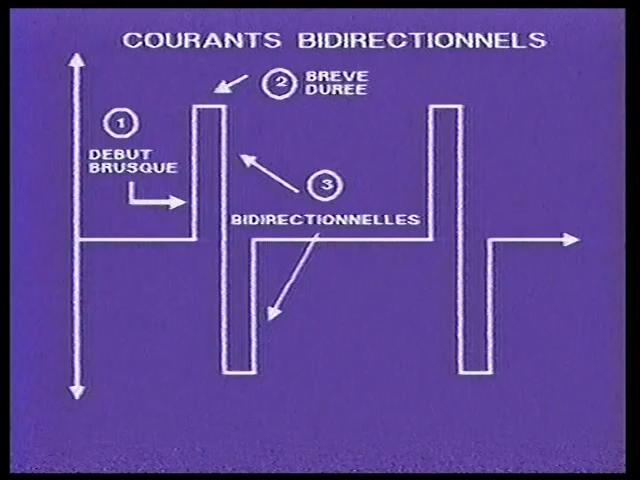 COURANTS BIDIRECTIONNELS
2 BREVE
DUREE
1
DEBUT
BRUSQUE
3
BIDIRECTIONNELLES